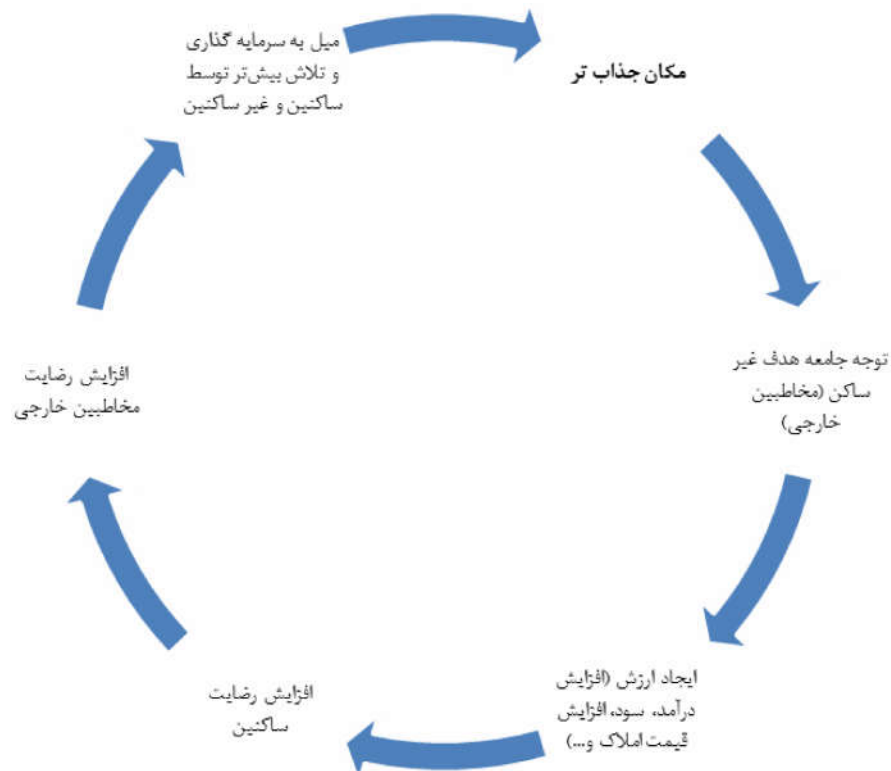 مکان جذاب تر
توجه جامعه هدف غیر
ساکن (مخاطبین
خارجی)
ایجاد ارزش (افزایش
درآمد، سود، افزایش
قیمت املاک و...)
افزایش رضایت
ساکنین
افزایش رضایت
مخاطبین خارجی
میل به سرمایه گذاری
و تلاش بیش‌تر توسط
ساکنین و غیر ساکنین